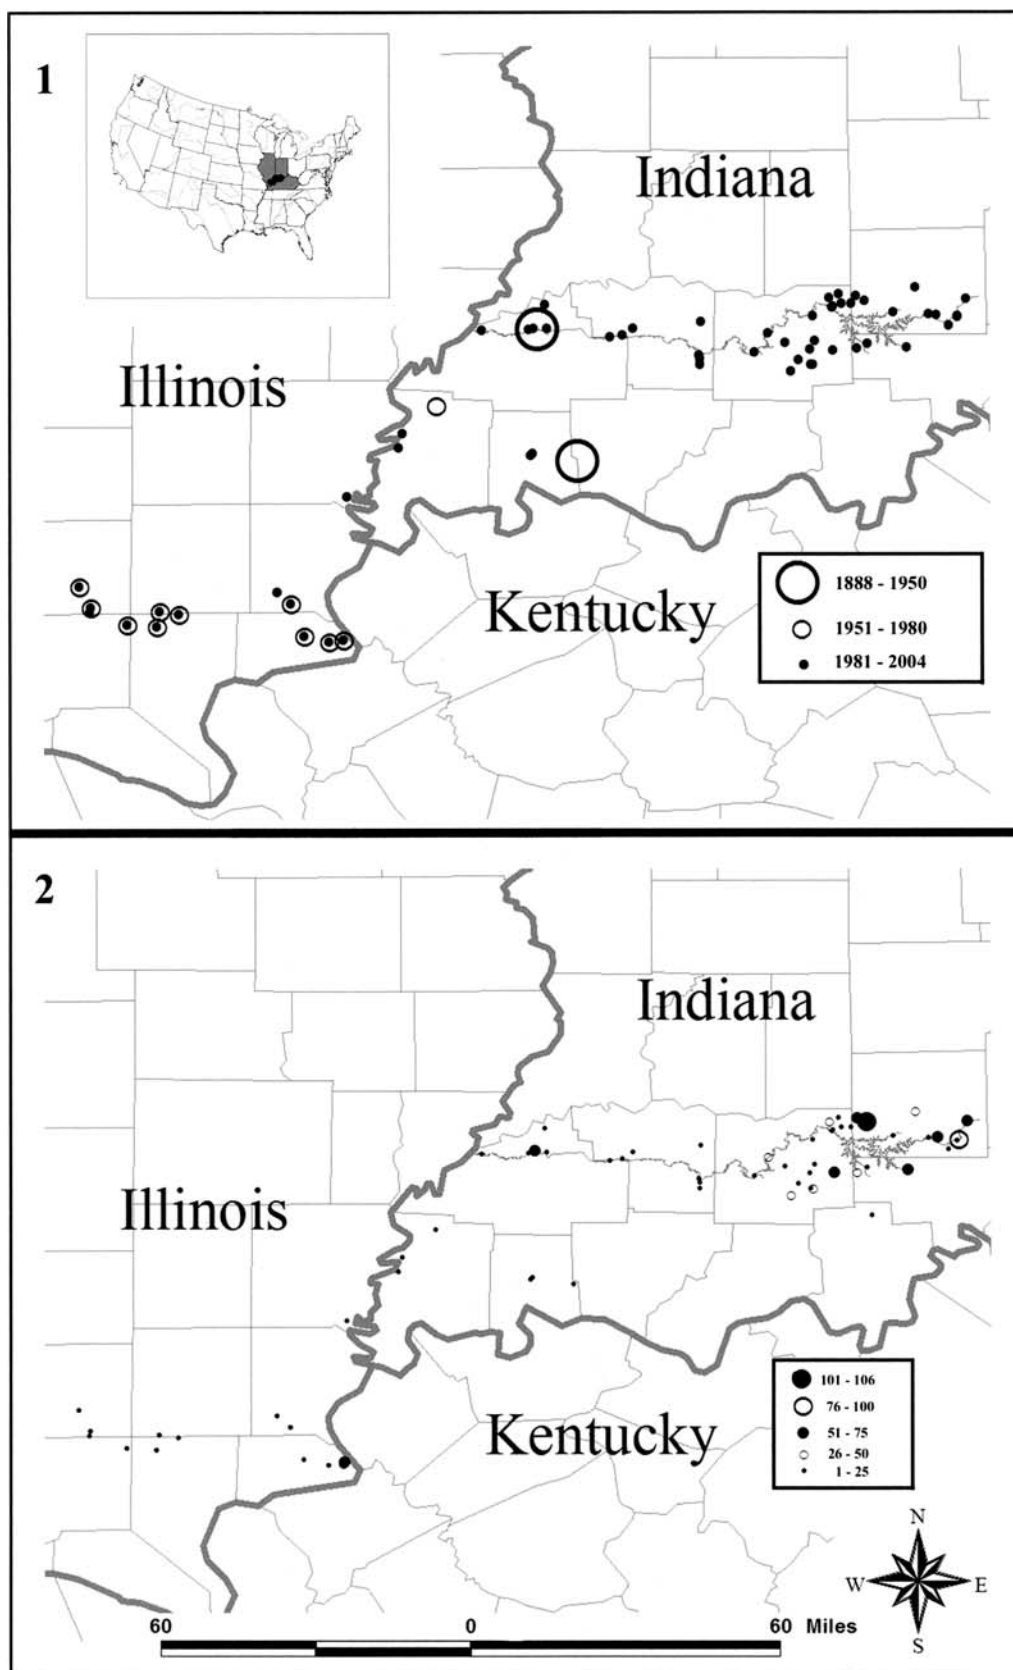 1
Indiana
Illinois
Kentucky
1888 - 1950
1951 - 1980
1981 - 2004
2
Indiana
Illinois
Kentucky
101 - 106
76 - 100
51 - 75
26 - 50
1 - 25
N
W E
S
60 0 60 Miles